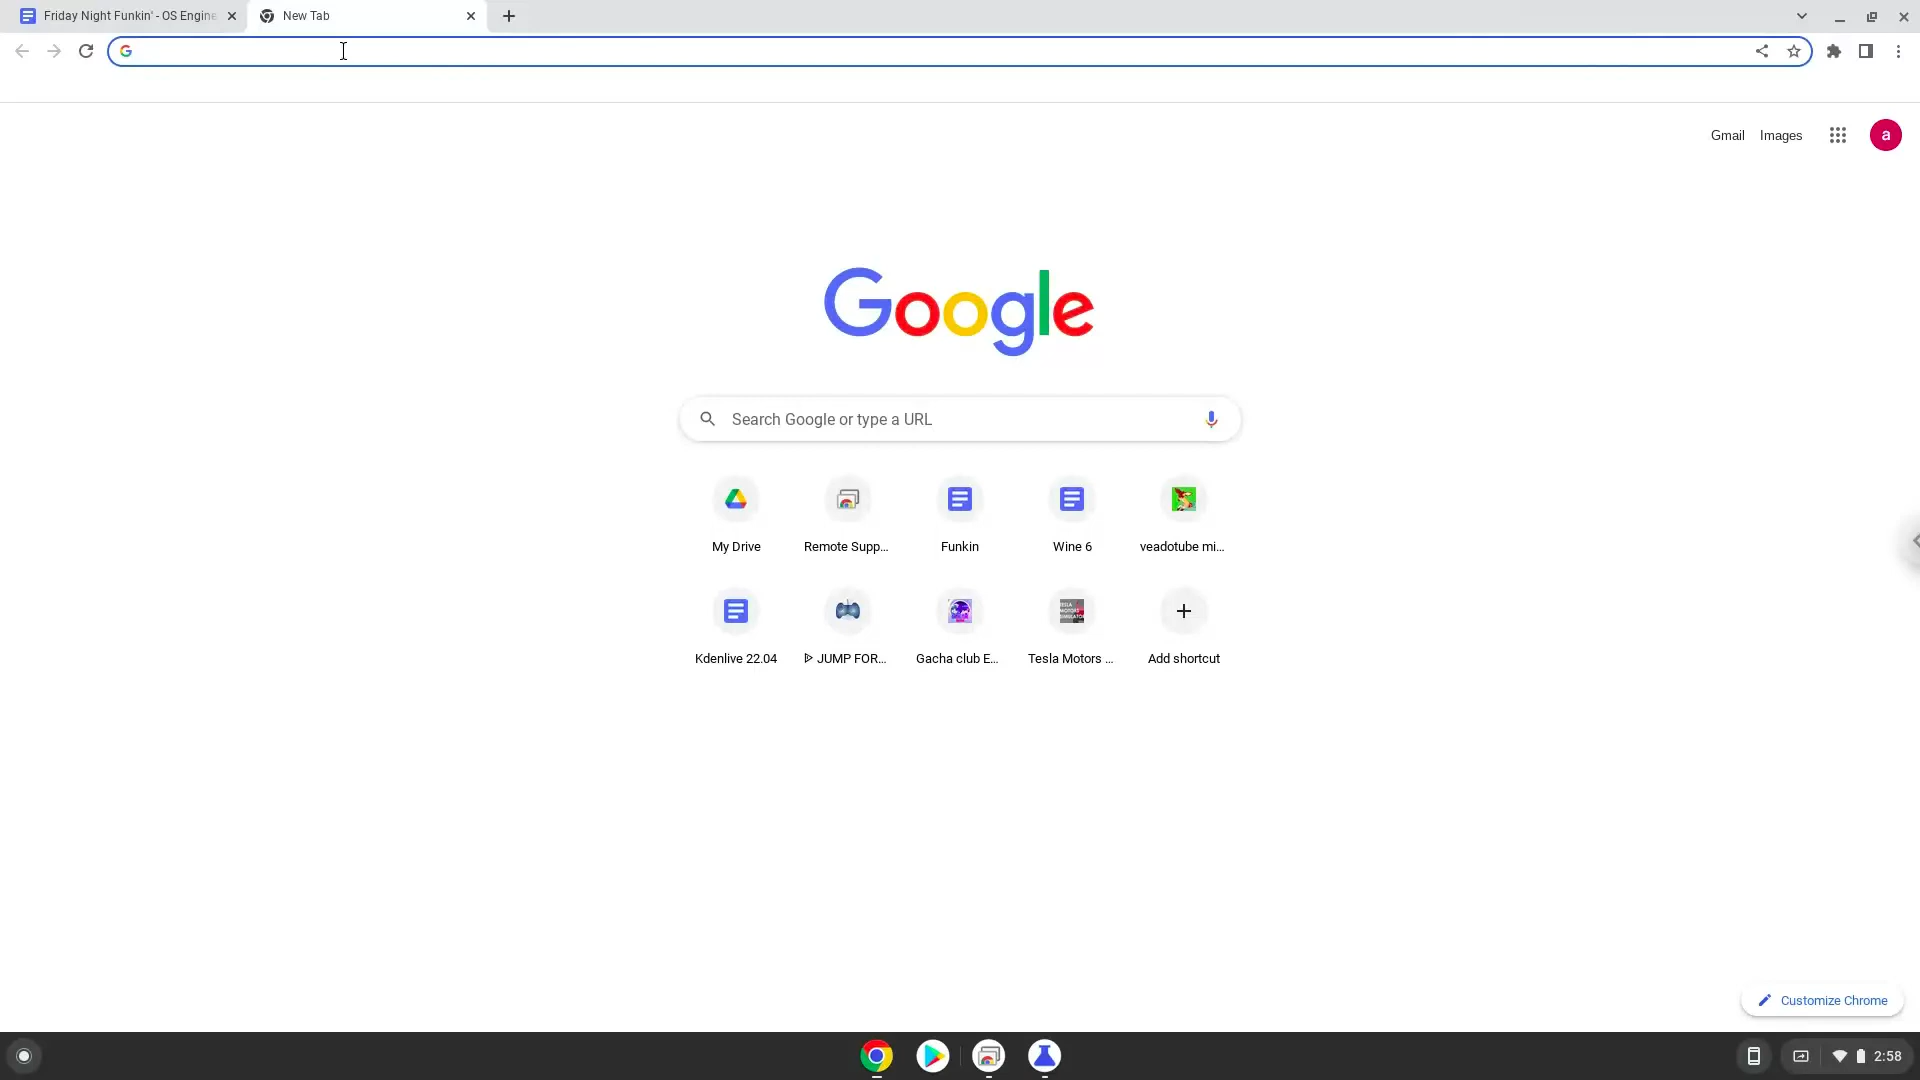 Friday Night Funkin' - OS Engine
New Tab
Gmail Images
a
Google
Search Google or type a URL
My Drive
Remote Supp...
Funkin
Wine 6
veadotube mi...
Kdenlive 22.04
JUMP FOR...
Gacha club E...
Tesla Motors ...
Add shortcut
Customize Chrome
2:58